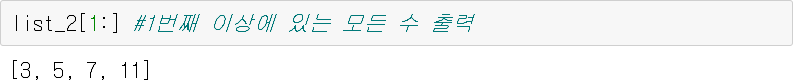 list_2[1:] #1번째 이상에 있는 모든 수 출력
[3, 5, 7, 11]